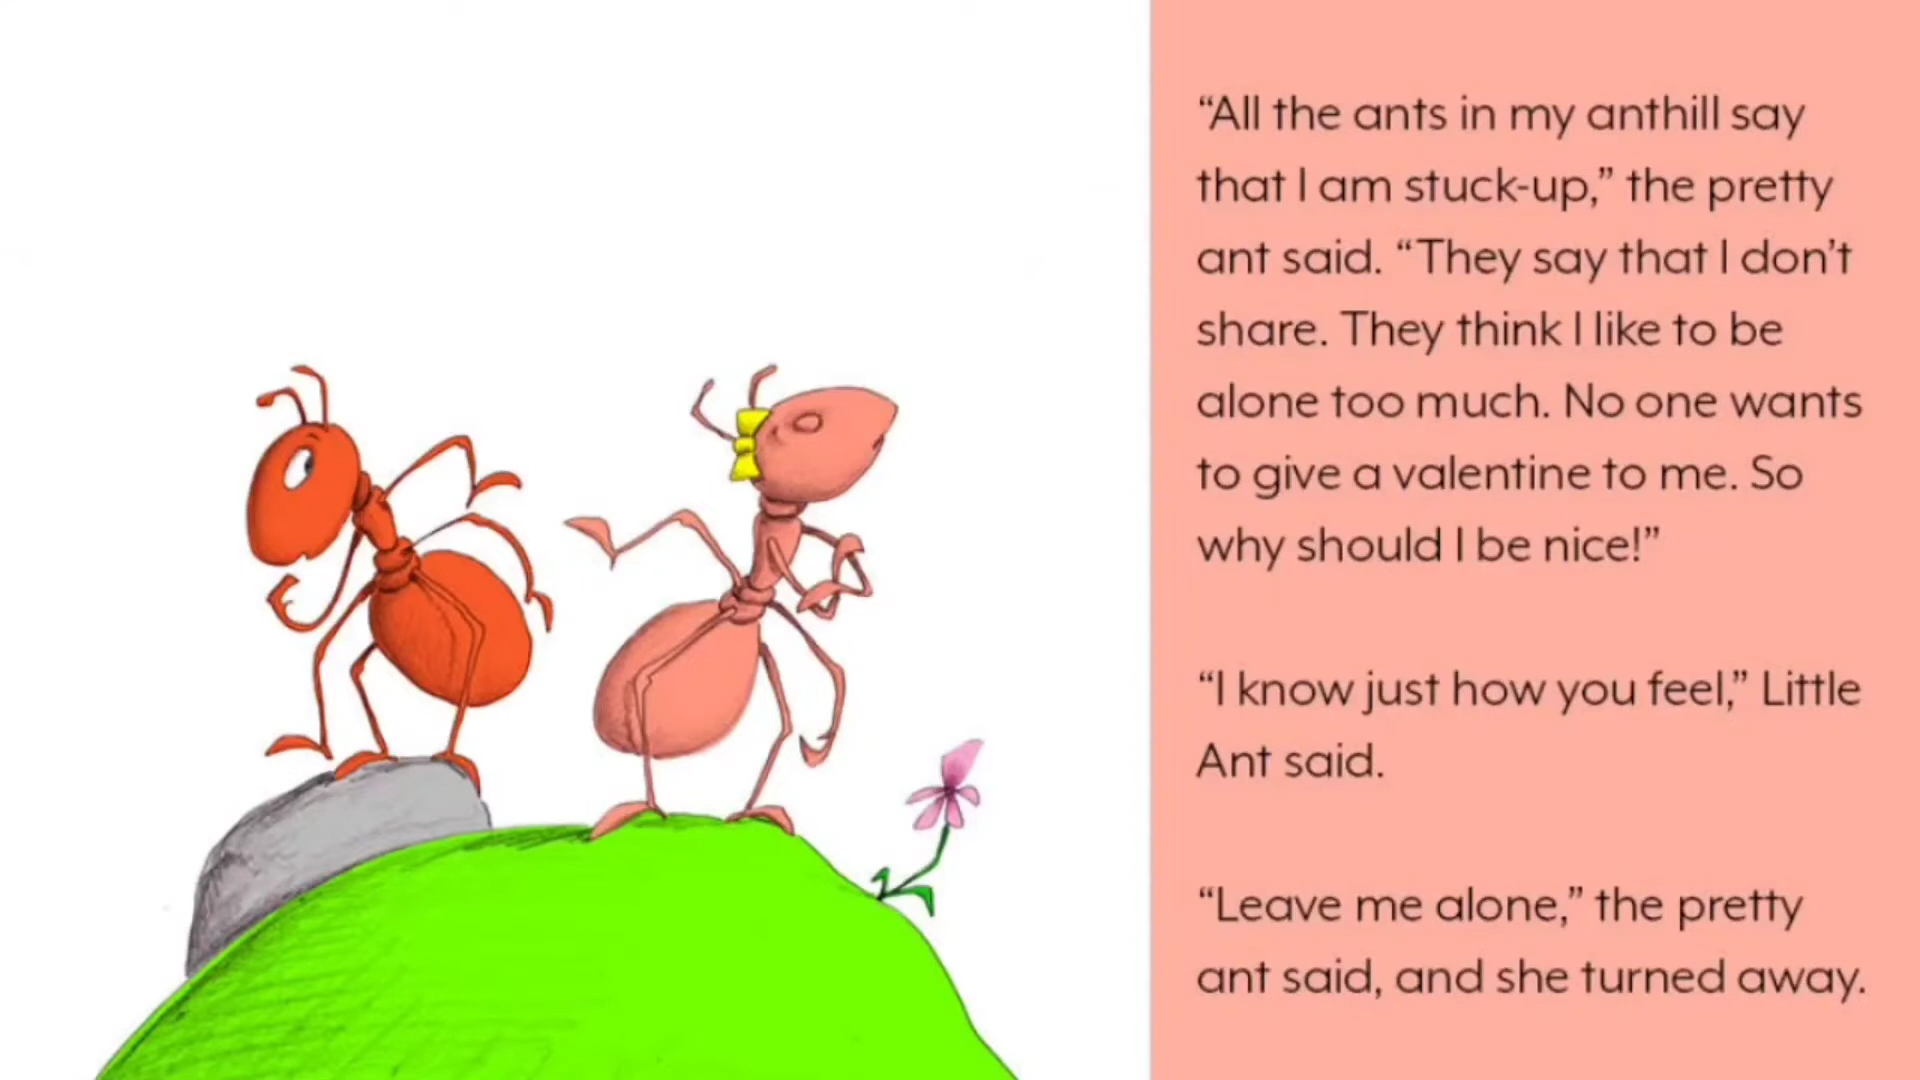 “All the ants in my anthill say
that I am stuck-up,” the pretty
ant said. “They say that I don’t
share. They think I like to be
alone too much. No one wants
to give a valentine to me. So
why should I be nice!”
“I know just how you feel,” Little
Ant said.
“Leave me alone,” the pretty
ant said, and she turned away.